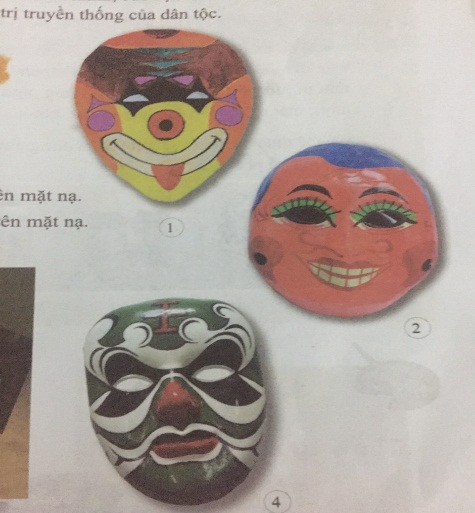 trị truyền thống của dân tộc.
ên mặt nạ.
ên mặt nạ.
1
2
4